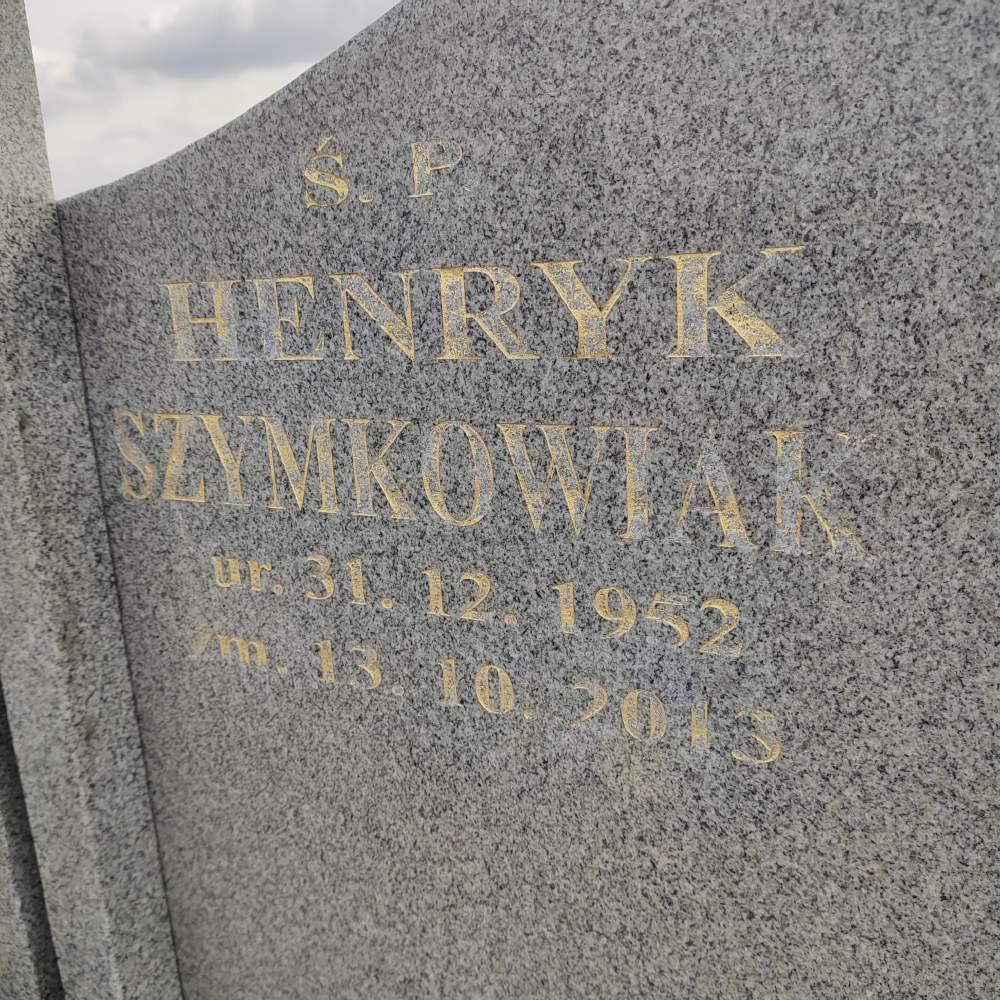 Ś. P
HENRYK
SZYMKOWIAK
ur. 31. 12. 1952
zm. 13. 10. 2013